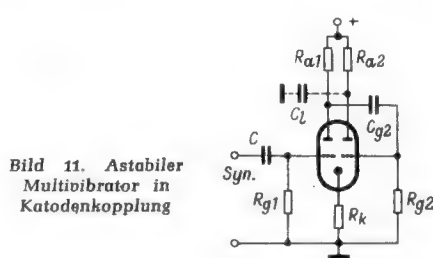 +
Ra1
Ra2
Cl
Cg2
Bild 11. Astabiler
Multivibrator in
Katodenkopplung
C
Syn.
Rg1
Rk
Rg2